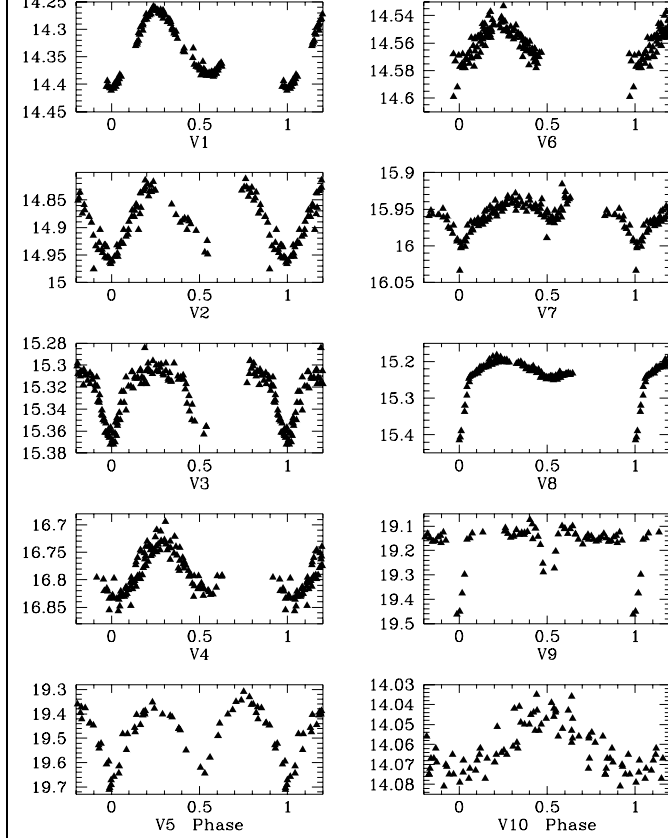 14.25
14.3
14.35
14.4
14.45
0 0.5 1
V1
14.54
14.56
14.58
14.6
0 0.5 1
V6
14.85
14.9
14.95
15
0 0.5 1
V2
15.9
15.95
16
16.05
0 0.5 1
V7
15.28
15.3
15.32
15.34
15.36
15.38
0 0.5 1
V3
15.2
15.3
15.4
0 0.5 1
V8
16.7
16.75
16.8
16.85
0 0.5 1
V4
19.1
19.2
19.3
19.4
19.5
0 0.5 1
V9
19.3
19.4
19.5
19.6
19.7
0 0.5 1
V5 Phase
14.03
14.04
14.05
14.06
14.07
14.08
0 0.5 1
V10 Phase